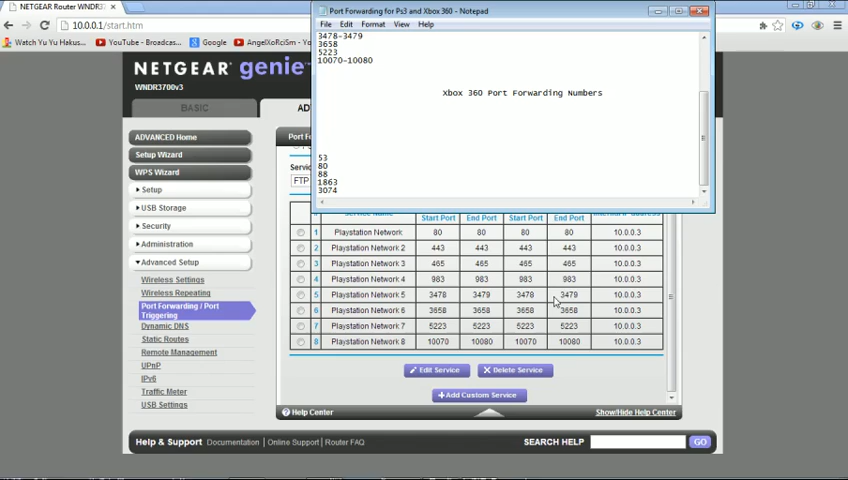 NETGEAR Router WNDR3
10.0.0.1/start.htm
Watch Yu Yu Hakus...
YouTube - Broadcas...
Google
AngelXoRciSm - Yo
Port Forwarding for Ps3 and Xbox 360 - Notepad
File Edit Format View Help
3478-3479
3658
5223
10070-10080
Xbox 360 Port Forwarding Numbers
53
80
88
1863
3074
NETGEAR genie
WNDR3700v3
BASIC
AD
ADVANCED Home
Setup Wizard
WPS Wizard
Setup
USB Storage
Security
Administration
Advanced Setup
Wireless Settings
Wireless Repeating
Port Forwarding / Port
Triggering
Dynamic DNS
Static Routes
Remote Management
UPnP
IPv6
Traffic Meter
USB Settings
Port F
Servic
FTP
# Service Name Start Port End Port Start Port End Port Internal IP address
1 Playstation Network 80 80 80 80 10.0.0.3
2 Playstation Network 2 443 443 443 443 10.0.0.3
3 Playstation Network 3 465 465 465 465 10.0.0.3
4 Playstation Network 4 983 983 983 983 10.0.0.3
5 Playstation Network 5 3478 3479 3478 3479 10.0.0.3
6 Playstation Network 6 3658 3658 3658 3658 10.0.0.3
7 Playstation Network 7 5223 5223 5223 5223 10.0.0.3
8 Playstation Network 8 10070 10080 10070 10080 10.0.0.3
Edit Service
Delete Service
Add Custom Service
Help Center
Show/Hide Help Center
Help & Support Documentation | Online Support | Router FAQ
SEARCH HELP
GO